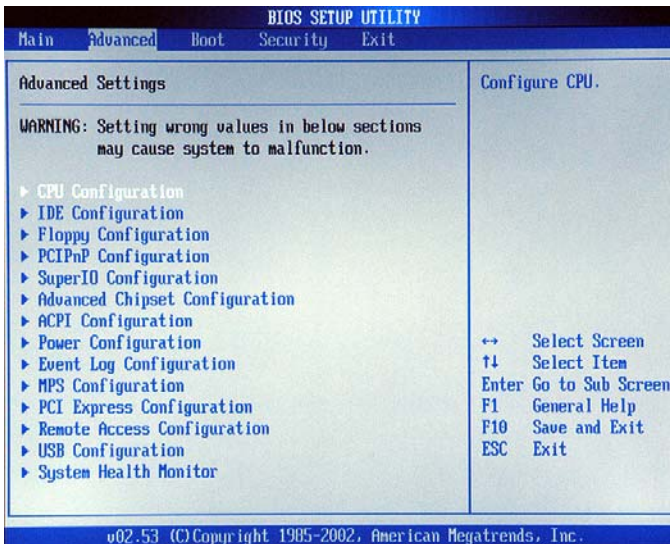 BIOS SETUP UTILITY
Main Advanced Boot Security Exit
Advanced Settings
WARNING: Setting wrong values in below sections
may cause system to malfunction.
CPU Configuration
IDE Configuration
Floppy Configuration
PCIPnP Configuration
SuperIO Configuration
Advanced Chipset Configuration
ACPI Configuration
Power Configuration
Event Log Configuration
MPS Configuration
PCI Express Configuration
Remote Access Configuration
USB Configuration
System Health Monitor
Configure CPU.
↔ Select Screen
↑↓ Select Item
Enter Go to Sub Screen
F1 General Help
F10 Save and Exit
ESC Exit
v02.53 (C)Copyright 1985-2002, American Megatrends, Inc.